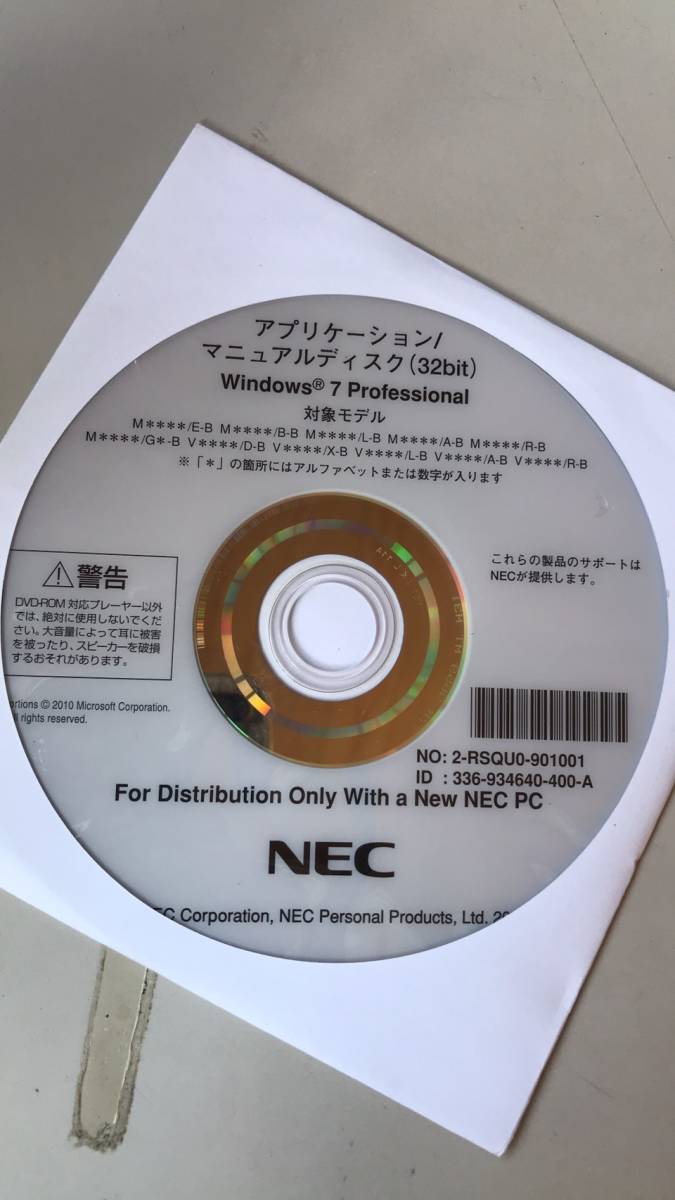 アプリケーション/
マニュアルディスク(32bit)
Windows® 7 Professional
対象モデル
M****/E-B M****/B-B M****/L-B M****/A-B M****/R-B
M****/G*-B V****/D-B V****/X-B V****/L-B V****/A-B V****/R-B
※「*」の箇所にはアルファベットまたは数字が入ります
⚠警告
DVD-ROM 対応プレーヤー以外
では、絶対に使用しないでくだ
さい。大音量によって耳に被害
を被ったり、スピーカーを破損
するおそれがあります。
これらの製品のサポートは
NECが提供します。
© 2010 Microsoft Corporation.
rights reserved.
NO: 2-RSQU0-901001
ID : 336-934640-400-A
For Distribution Only With a New NEC PC
NEC
Corporation, NEC Personal Products, Ltd.